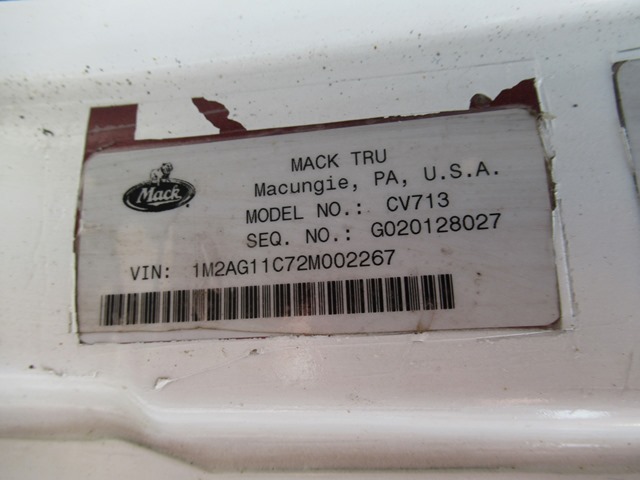 MACK TRU
Macungie, PA, U.S.A.
Mack
MODEL NO.: CV713
SEQ. NO.: G020128027
VIN: 1M2AG11C72M002267